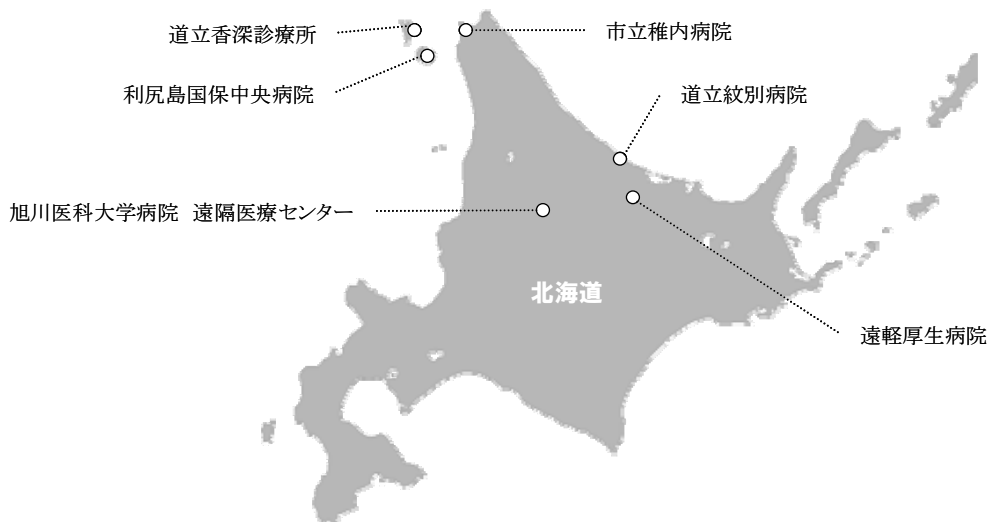 道立香深診療所
市立稚内病院
利尻島国保中央病院
道立紋別病院
旭川医科大学病院 遠隔医療センター
北海道
遠軽厚生病院